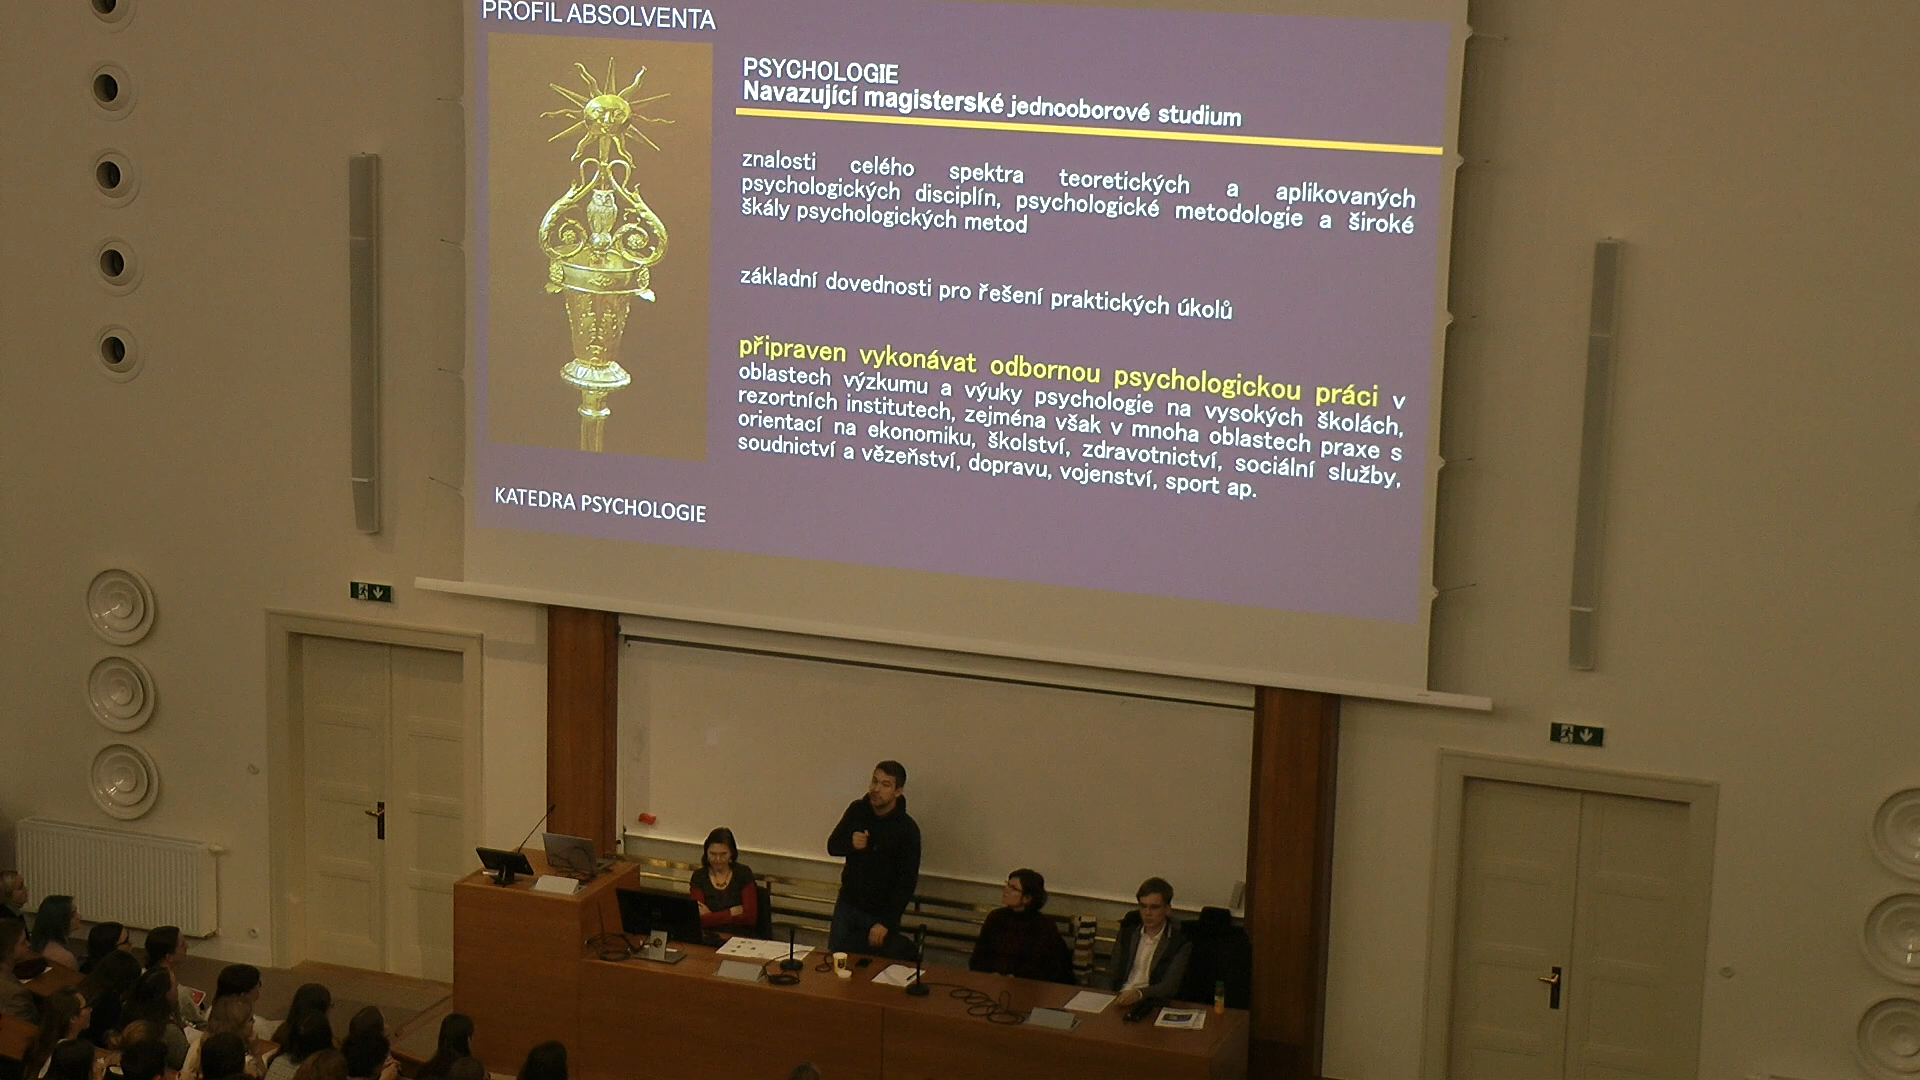 PROFIL ABSOLVENTA
PSYCHOLOGIE
Navazující magisterské jednooborové studium
znalosti celého spektra teoretických a aplikovaných
psychologických disciplín, psychologické metodologie a široké
škály psychologických metod
základní dovednosti pro řešení praktických úkolů
připraven vykonávat odbornou psychologickou práci v
oblastech výzkumu a výuky psychologie na vysokých školách,
rezortních institutech, zejména však v mnoha oblastech praxe s
orientací na ekonomiku, školství, zdravotnictví, sociální služby,
soudnictví a vězeňství, dopravu, vojenství, sport ap.
KATEDRA PSYCHOLOGIE